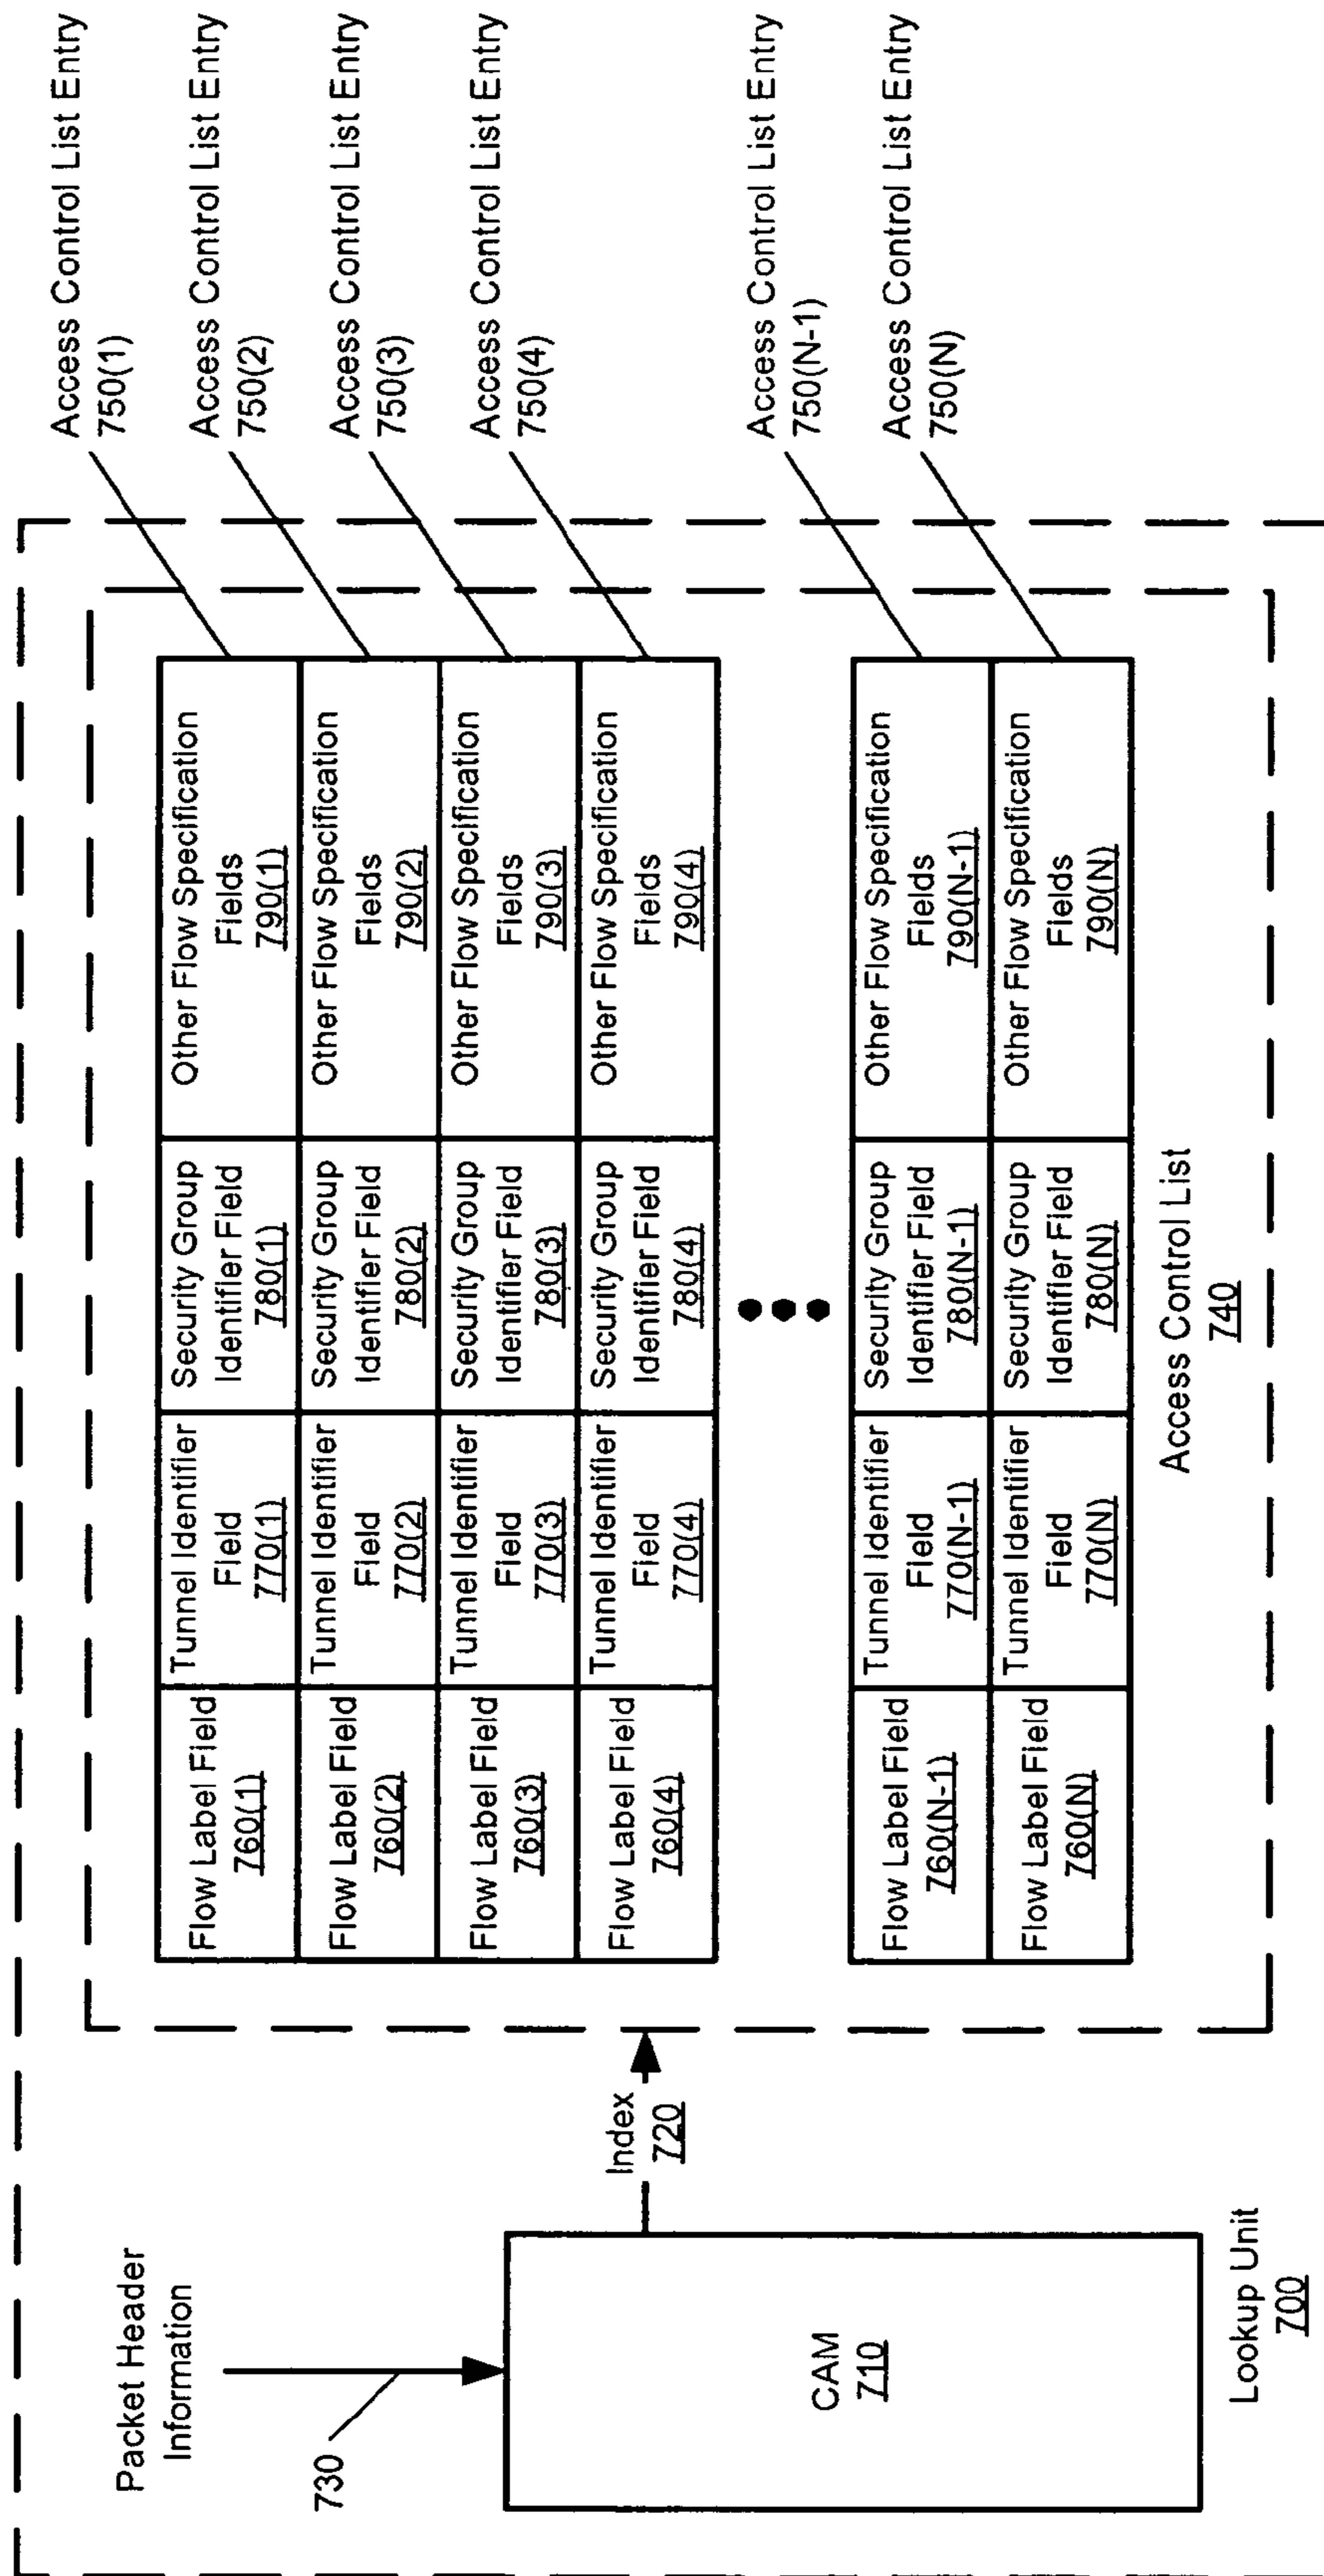 Packet Header
Information
730
CAM
710
Lookup Unit
700
Index
720
Flow Label Field
760(1)
Tunnel Identifier
Field
770(1)
Security Group
Identifier Field
780(1)
Other Flow Specification
Fields
790(1)
Access Control List Entry
750(1)
Flow Label Field
760(2)
Tunnel Identifier
Field
770(2)
Security Group
Identifier Field
780(2)
Other Flow Specification
Fields
790(2)
Access Control List Entry
750(2)
Flow Label Field
760(3)
Tunnel Identifier
Field
770(3)
Security Group
Identifier Field
780(3)
Other Flow Specification
Fields
790(3)
Access Control List Entry
750(3)
Flow Label Field
760(4)
Tunnel Identifier
Field
770(4)
Security Group
Identifier Field
780(4)
Other Flow Specification
Fields
790(4)
Access Control List Entry
750(4)
Flow Label Field
760(N-1)
Tunnel Identifier
Field
770(N-1)
Security Group
Identifier Field
780(N-1)
Other Flow Specification
Fields
790(N-1)
Access Control List Entry
750(N-1)
Flow Label Field
760(N)
Tunnel Identifier
Field
770(N)
Security Group
Identifier Field
780(N)
Other Flow Specification
Fields
790(N)
Access Control List Entry
750(N)
Access Control List
740